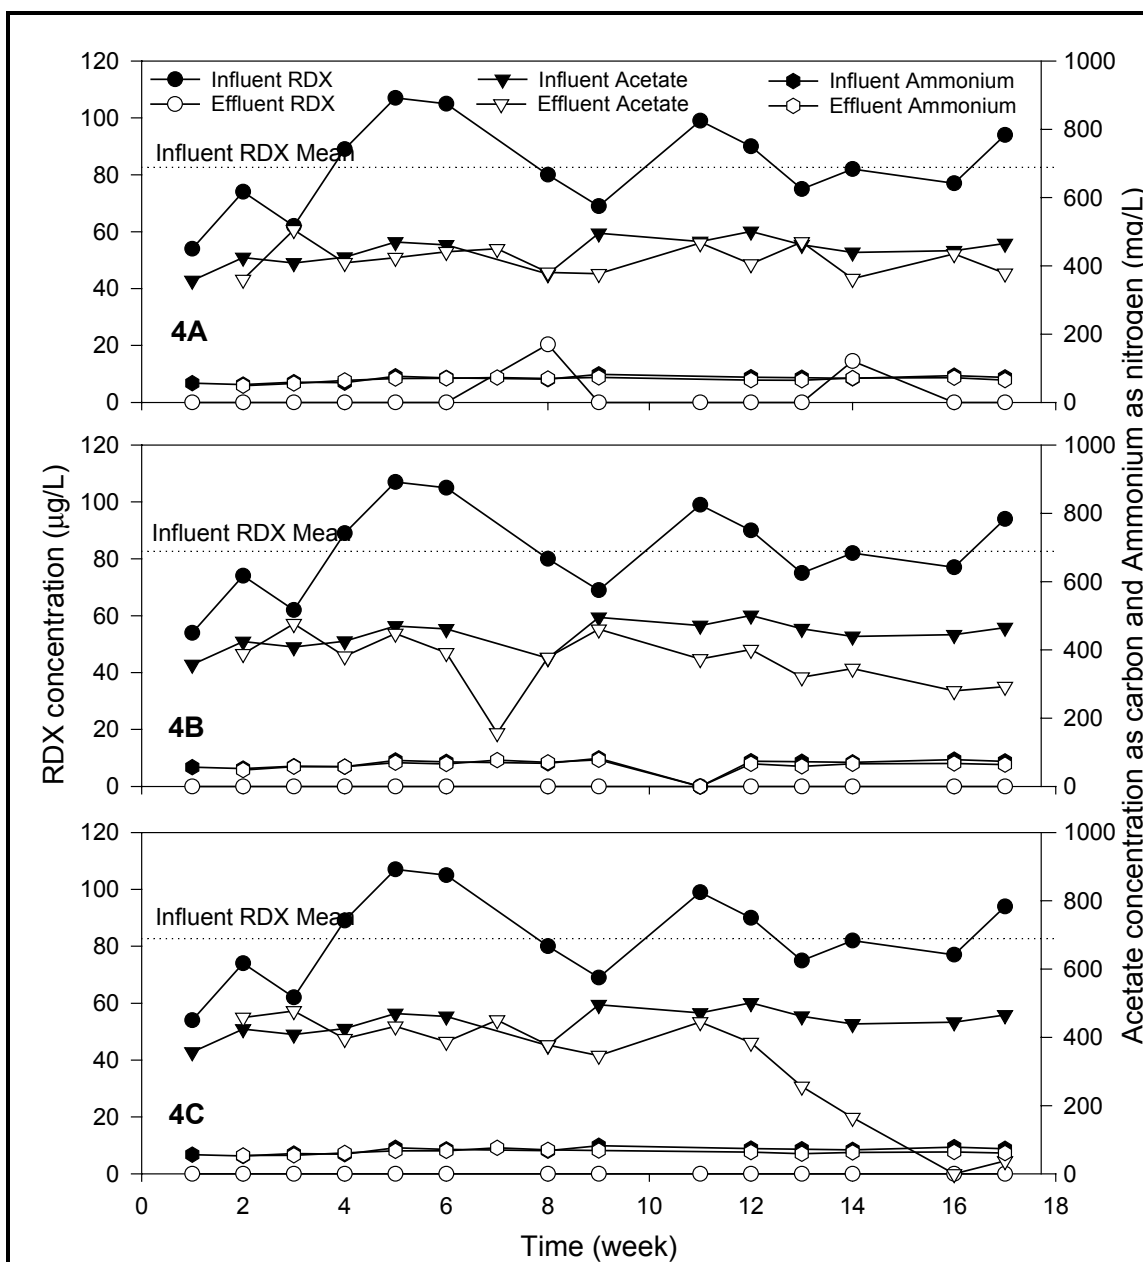 120
100
80
60
40
20
0
1000
800
600
400
200
0
Influent RDX
Effluent RDX
Influent Acetate
Effluent Acetate
Influent Ammonium
Effluent Ammonium
Influent RDX Mean
4A
120
100
80
60
40
20
0
1000
800
600
400
200
0
Influent RDX Mean
4B
120
100
80
60
40
20
0
1000
800
600
400
200
0
Influent RDX Mean
4C
0 2 4 6 8 10 12 14 16 18
Time (week)
RDX concentration (µg/L)
Acetate concentration as carbon and Ammonium as nitrogen (mg/L)